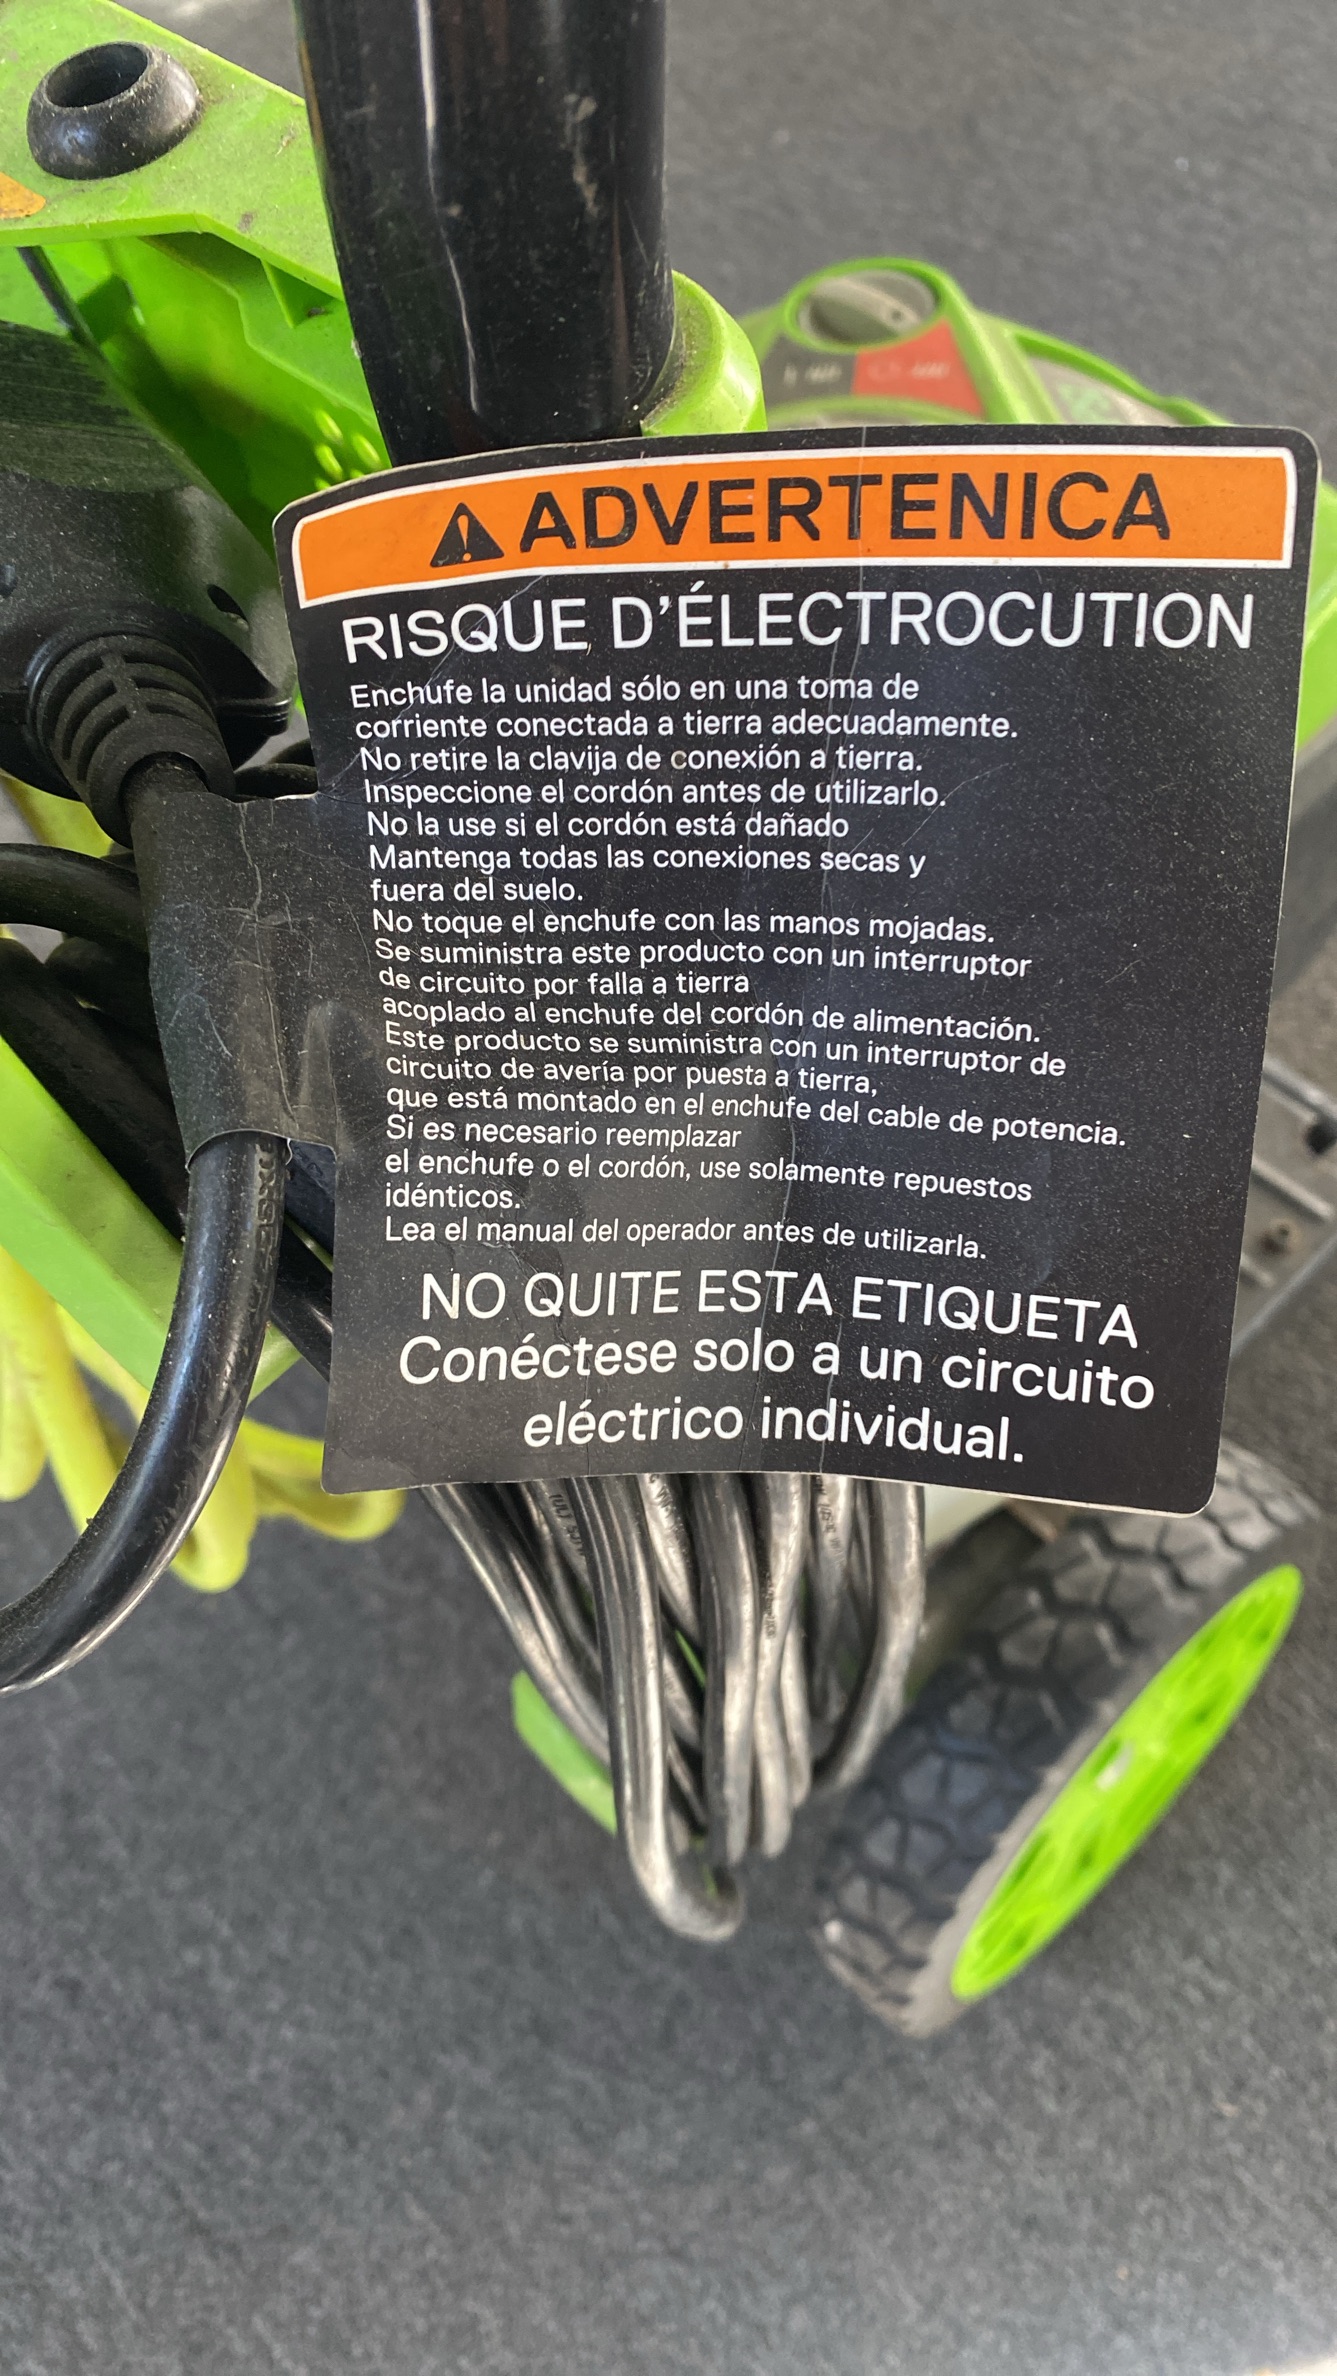 ADVERTENICA
RISQUE D'ÉLECTROCUTION
Enchufe la unidad sólo en una toma de
corriente conectada a tierra adecuadamente.
No retire la clavija de conexión a tierra.
Inspeccione el cordón antes de utilizarlo.
No la use si el cordón está dañado
Mantenga todas las conexiones secas y
fuera del suelo.
No toque el enchufe con las manos mojadas.
Se suministra este producto con un interruptor
de circuito por falla a tierra
acoplado al enchufe del cordón de alimentación.
Este producto se suministra con un interruptor de
circuito de avería por puesta a tierra,
que está montado en el enchufe del cable de potencia.
Si es necesario reemplazar
el enchufe o el cordón, use solamente repuestos
idénticos.
Lea el manual del operador antes de utilizarla.
NO QUITE ESTA ETIQUETA
Conéctese solo a un circuito
eléctrico individual.